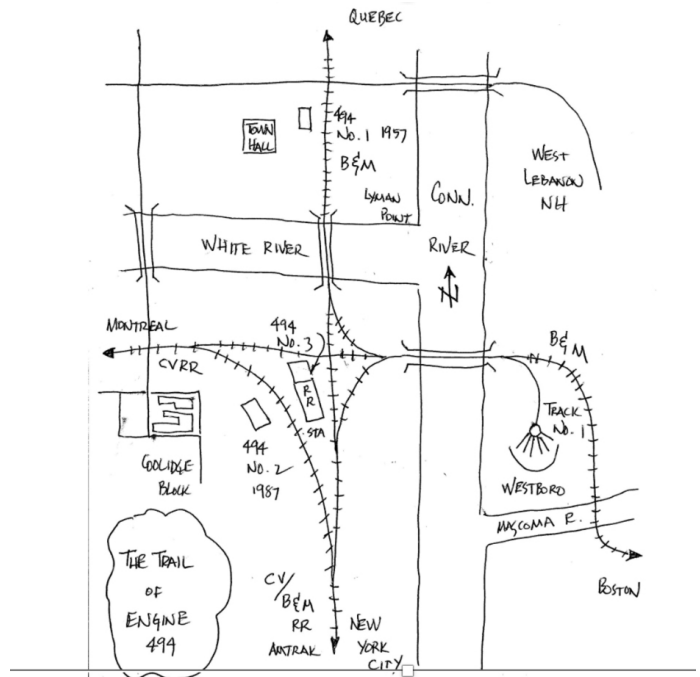 QUEBEC
494
No. 1 1957
B&M
TOWN
HALL
WEST
LEBANON
NH
LYMAN
POINT
CONN.
RIVER
WHITE RIVER
N
MONTREAL
CVRR
494
No. 3
R
R
STA
B&M
TRACK
No. 1
494
No. 2
1987
COOLIDGE
BLOCK
WESTBORO
MASCOMA R.
THE TRAIL
OF
ENGINE
494
CV/
B&M
RR
AMTRAK
NEW
YORK
CITY
BOSTON